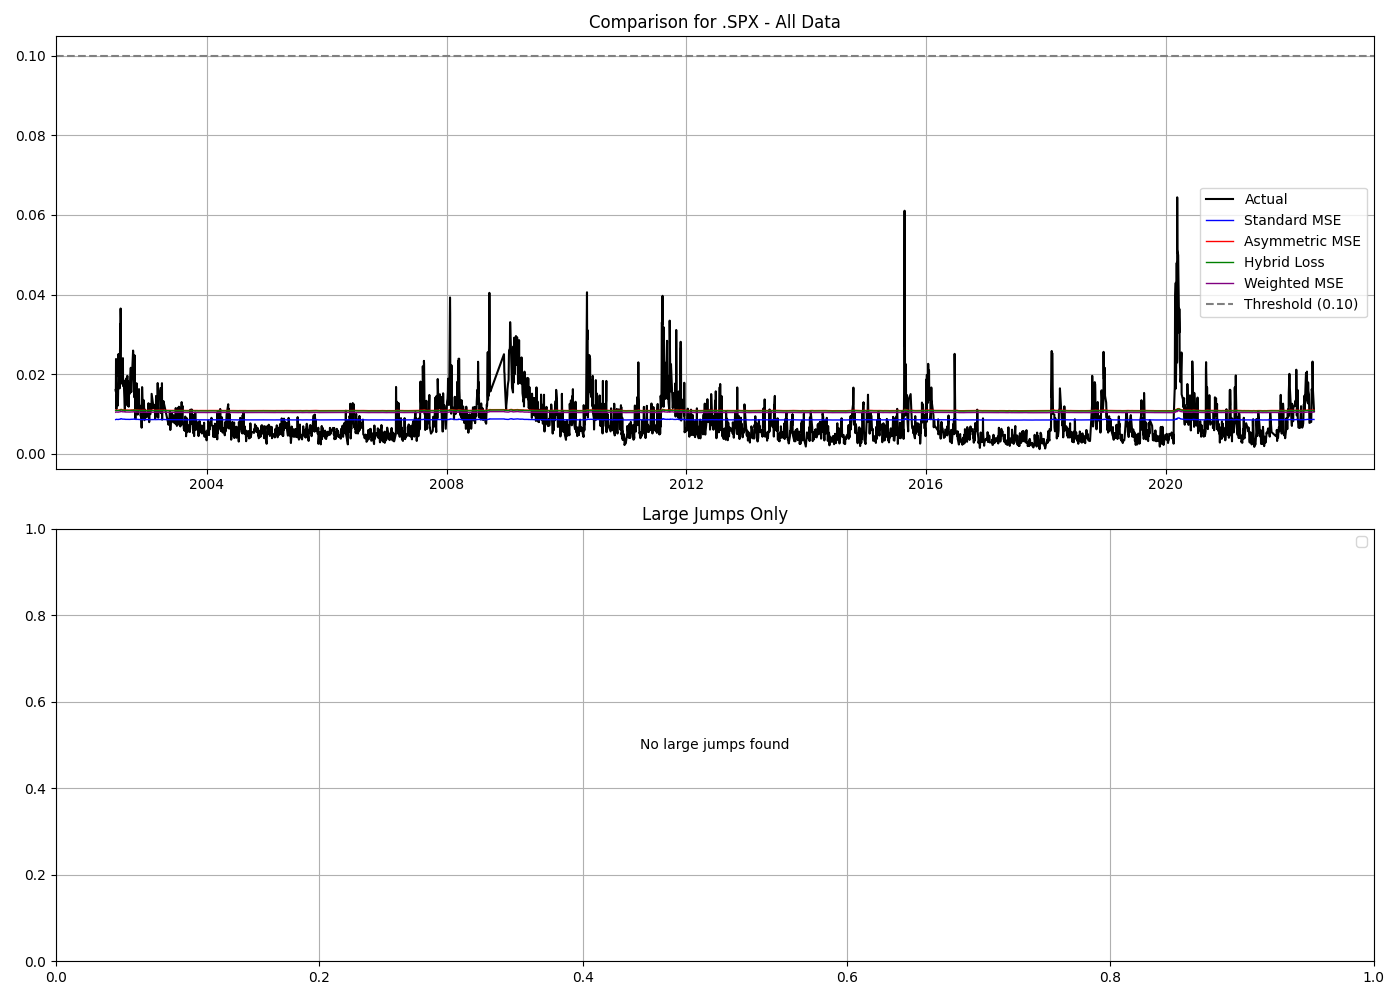 Comparison for .SPX - All Data
0.10
0.08
0.06
0.04
0.02
0.00
Actual
Standard MSE
Asymmetric MSE
Hybrid Loss
Weighted MSE
Threshold (0.10)
2004
2008
2012
2016
2020
Large Jumps Only
1.0
0.8
0.6
0.4
0.2
0.0
No large jumps found
0.0
0.2
0.4
0.6
0.8
1.0